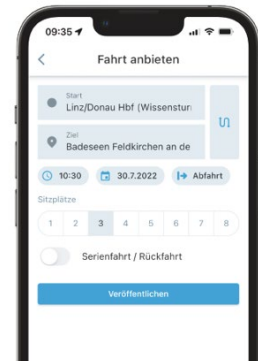 09:35
Fahrt anbieten
Start
Linz/Donau Hbf (Wissenstur
Ziel
Badeseen Feldkirchen an de
10:30 30.7.2022 Abfahrt
Sitzplätze
1 2 3 4 5 6 7 8
Serienfahrt / Rückfahrt
Veröffentlichen